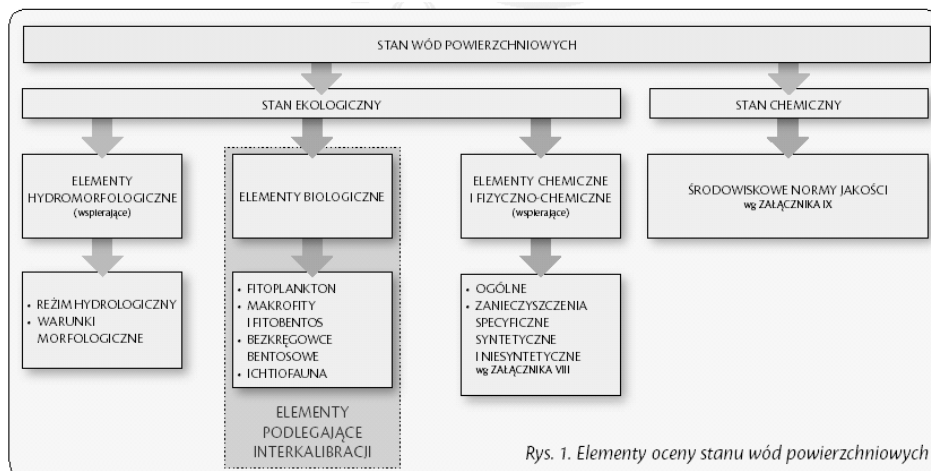 STAN WÓD POWIERZCHNIOWYCH
STAN EKOLOGICZNY
STAN CHEMICZNY
ELEMENTY
HYDROMORFOLOGICZNE
(wspierające)
ELEMENTY BIOLOGICZNE
ELEMENTY CHEMICZNE
I FIZYCZNO-CHEMICZNE
(wspierające)
ŚRODOWISKOWE NORMY JAKOŚCI
wg ZAŁĄCZNIKA IX
• REŻIM HYDROLOGICZNY
• WARUNKI
MORFOLOGICZNE
• FITOPLANKTON
• MAKROFITY
I FITOBENTOS
• BEZKRĘGOWCE
BENTOSOWE
• ICHTIOFAUNA
• OGÓLNE
• ZANIECZYSZCZENIA
SPECYFICZNE
SYNTETYCZNE
I NIESYNTETYCZNE
wg ZAŁĄCZNIKA VIII
ELEMENTY
PODLEGAJĄCE
INTERKALIBRACJI
Rys. 1. Elementy oceny stanu wód powierzchniowych